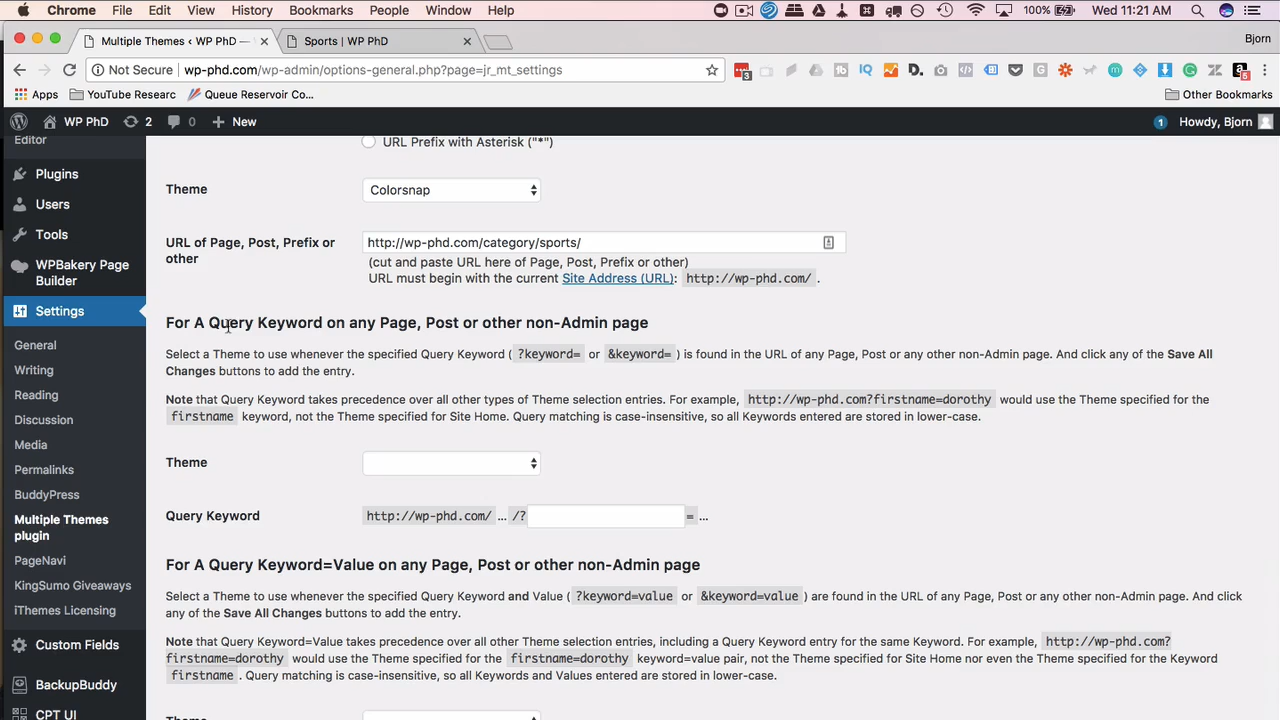 Chrome File Edit View History Bookmarks People Window Help 100% Wed 11:21 AM
Multiple Themes ‹ WP PhD — Sports | WP PhD Bjorn
Not Secure wp-phd.com/wp-admin/options-general.php?page=jr_mt_settings
Apps YouTube Researc Queue Reservoir Co... Other Bookmarks
WP PhD 2 0 New 1 Howdy, Bjorn
Editor
Plugins
Users
Tools
WPBakery Page
Builder
Settings
General
Writing
Reading
Discussion
Media
Permalinks
BuddyPress
Multiple Themes
plugin
PageNavi
KingSumo Giveaways
iThemes Licensing
Custom Fields
BackupBuddy
CPT UI
URL Prefix with Asterisk ("*")
Theme Colorsnap
URL of Page, Post, Prefix or
other
http://wp-phd.com/category/sports/
(cut and paste URL here of Page, Post, Prefix or other)
URL must begin with the current Site Address (URL): http://wp-phd.com/ .
For A Query Keyword on any Page, Post or other non-Admin page
Select a Theme to use whenever the specified Query Keyword ( ?keyword= or &keyword= ) is found in the URL of any Page, Post or any other non-Admin page. And click any of the Save All
Changes buttons to add the entry.
Note that Query Keyword takes precedence over all other types of Theme selection entries. For example, http://wp-phd.com?firstname=dorothy would use the Theme specified for the
firstname keyword, not the Theme specified for Site Home. Query matching is case-insensitive, so all Keywords entered are stored in lower-case.
Theme
Query Keyword http://wp-phd.com/ ... /? = ...
For A Query Keyword=Value on any Page, Post or other non-Admin page
Select a Theme to use whenever the specified Query Keyword and Value ( ?keyword=value or &keyword=value ) are found in the URL of any Page, Post or any other non-Admin page. And click
any of the Save All Changes buttons to add the entry.
Note that Query Keyword=Value takes precedence over all other Theme selection entries, including a Query Keyword entry for the same Keyword. For example, http://wp-phd.com?
firstname=dorothy would use the Theme specified for the firstname=dorothy keyword=value pair, not the Theme specified for Site Home nor even the Theme specified for the Keyword
firstname . Query matching is case-insensitive, so all Keywords and Values entered are stored in lower-case.
Theme